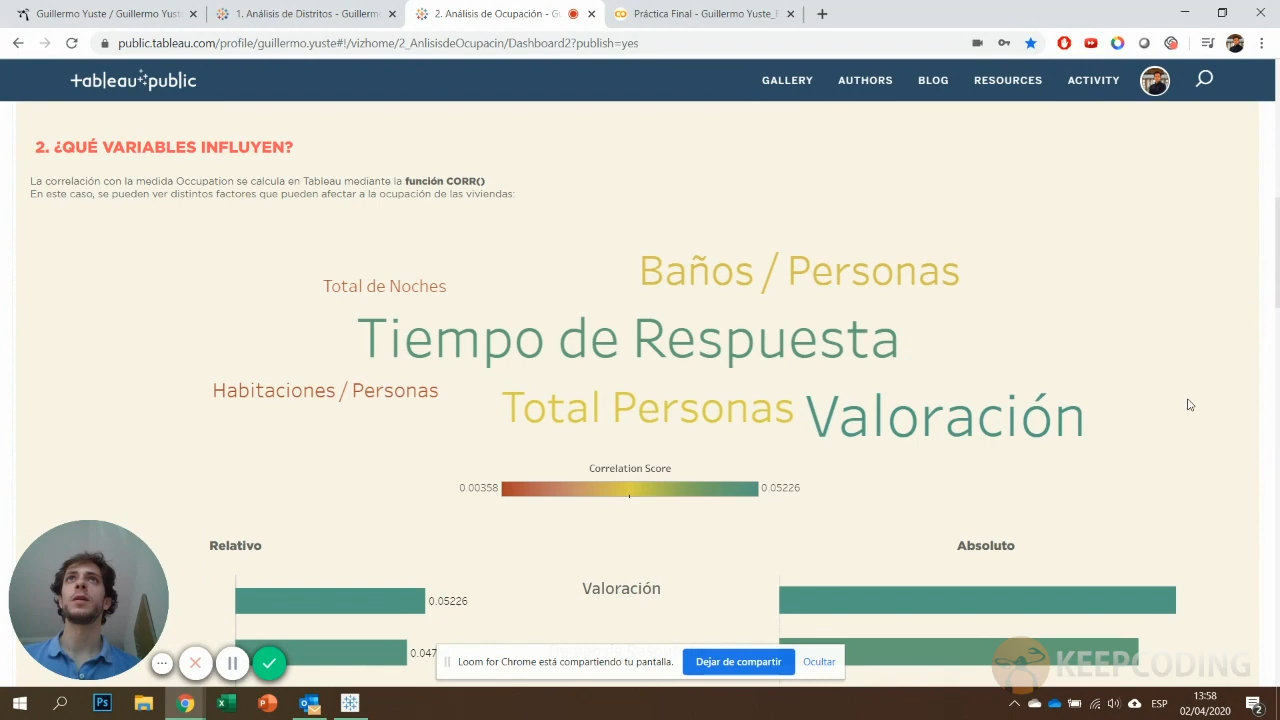 Guillermo Yuste / Yuste
1. Análisis de Distritos - Guillerm
2. Análisis de Ocupación - G
Práctica Final - Guillermo Yuste_E
public.tableau.com/profile/guillermo.yuste#!/vizhome/2_AnlisisdeOcupacin/Dashboard2?publish=yes
tableau public
GALLERY AUTHORS BLOG RESOURCES ACTIVITY
2. ¿QUÉ VARIABLES INFLUYEN?
La correlación con la medida Occupation se calcula en Tableau mediante la función CORR()
En este caso, se pueden ver distintos factores que pueden afectar a la ocupación de las viviendas:
Baños / Personas
Total de Noches
Tiempo de Respuesta
Habitaciones / Personas
Total Personas
Valoración
Correlation Score
0.00358 0.05226
Relativo Absoluto
Valoración
0.05226
0.047
Loom for Chrome está compartiendo tu pantalla. Dejar de compartir Ocultar
KEEPCODING
Ps
ESP
13:58
02/04/2020
2